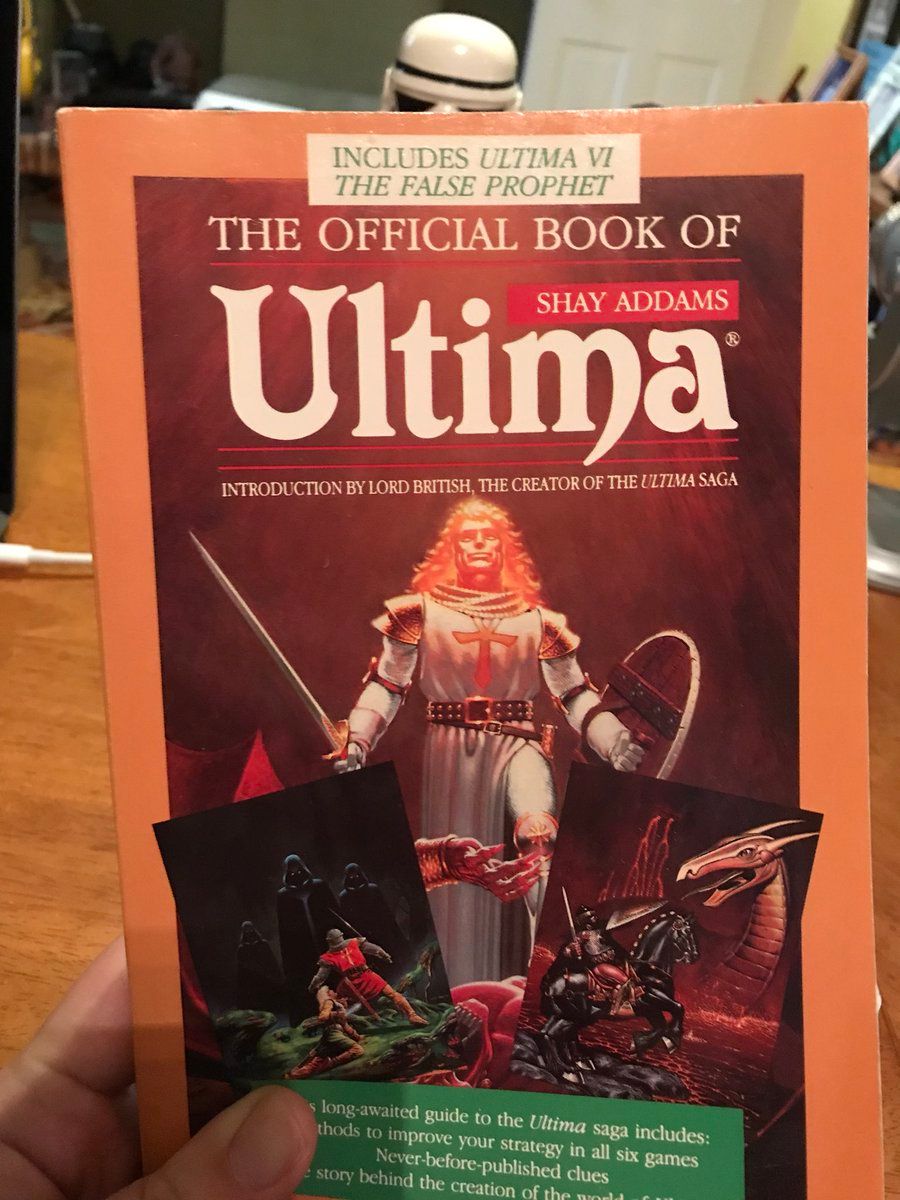 INCLUDES ULTIMA VI
THE FALSE PROPHET
THE OFFICIAL BOOK OF
SHAY ADDAMS
Ultima®
INTRODUCTION BY LORD BRITISH, THE CREATOR OF THE ULTIMA SAGA
long-awaited guide to the Ultima saga includes:
to improve your strategy in all six games
Never-before-published clues
story behind the creation of the world of